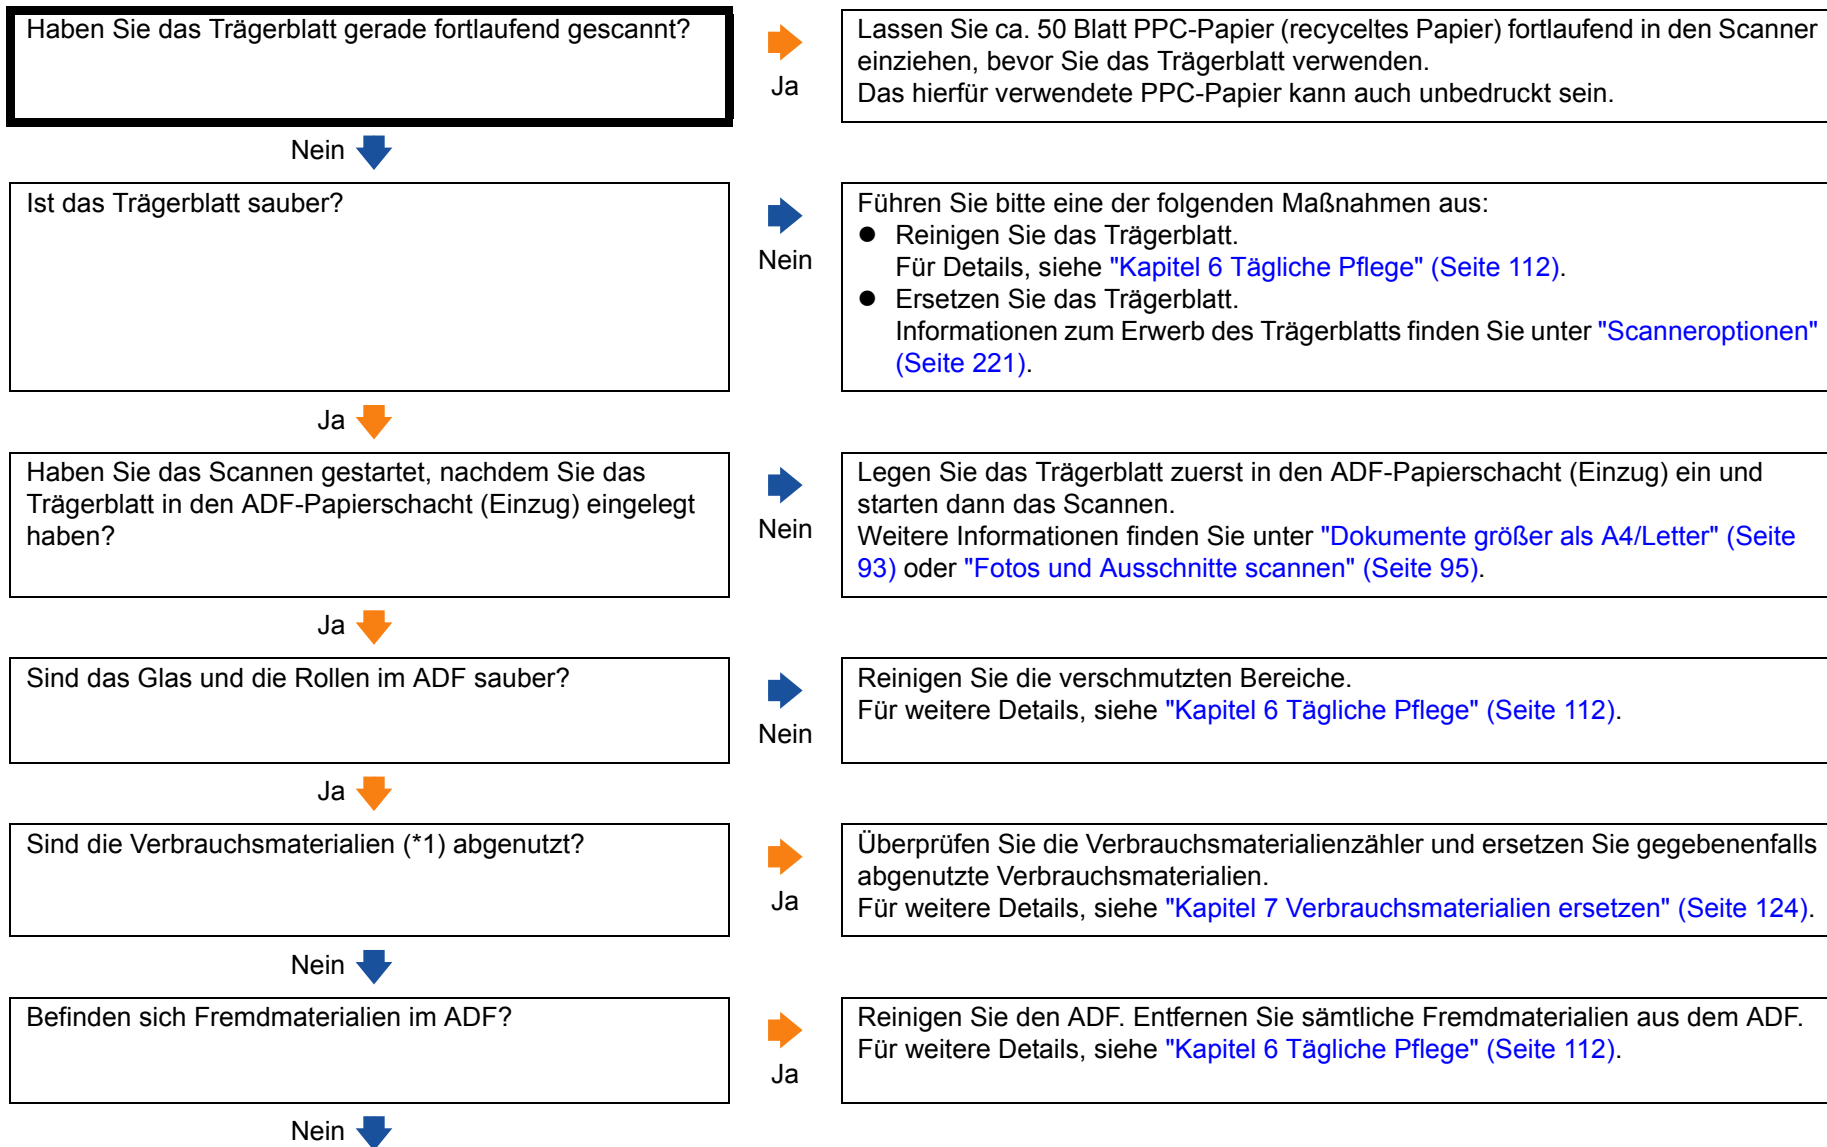 Haben Sie das Trägerblatt gerade fortlaufend gescannt?
Ja
Lassen Sie ca. 50 Blatt PPC-Papier (recyceltes Papier) fortlaufend in den Scanner
einziehen, bevor Sie das Trägerblatt verwenden.
Das hierfür verwendete PPC-Papier kann auch unbedruckt sein.
Nein
Ist das Trägerblatt sauber?
Nein
Führen Sie bitte eine der folgenden Maßnahmen aus:
● Reinigen Sie das Trägerblatt.
Für Details, siehe "Kapitel 6 Tägliche Pflege" (Seite 112).
● Ersetzen Sie das Trägerblatt.
Informationen zum Erwerb des Trägerblatts finden Sie unter "Scanneroptionen"
(Seite 221).
Ja
Haben Sie das Scannen gestartet, nachdem Sie das
Trägerblatt in den ADF-Papierschacht (Einzug) eingelegt
haben?
Nein
Legen Sie das Trägerblatt zuerst in den ADF-Papierschacht (Einzug) ein und
starten dann das Scannen.
Weitere Informationen finden Sie unter "Dokumente größer als A4/Letter" (Seite
93) oder "Fotos und Ausschnitte scannen" (Seite 95).
Ja
Sind das Glas und die Rollen im ADF sauber?
Nein
Reinigen Sie die verschmutzten Bereiche.
Für weitere Details, siehe "Kapitel 6 Tägliche Pflege" (Seite 112).
Ja
Sind die Verbrauchsmaterialien (*1) abgenutzt?
Ja
Überprüfen Sie die Verbrauchsmaterialienzähler und ersetzen Sie gegebenenfalls
abgenutzte Verbrauchsmaterialien.
Für weitere Details, siehe "Kapitel 7 Verbrauchsmaterialien ersetzen" (Seite 124).
Nein
Befinden sich Fremdmaterialien im ADF?
Ja
Reinigen Sie den ADF. Entfernen Sie sämtliche Fremdmaterialien aus dem ADF.
Für weitere Details, siehe "Kapitel 6 Tägliche Pflege" (Seite 112).
Nein